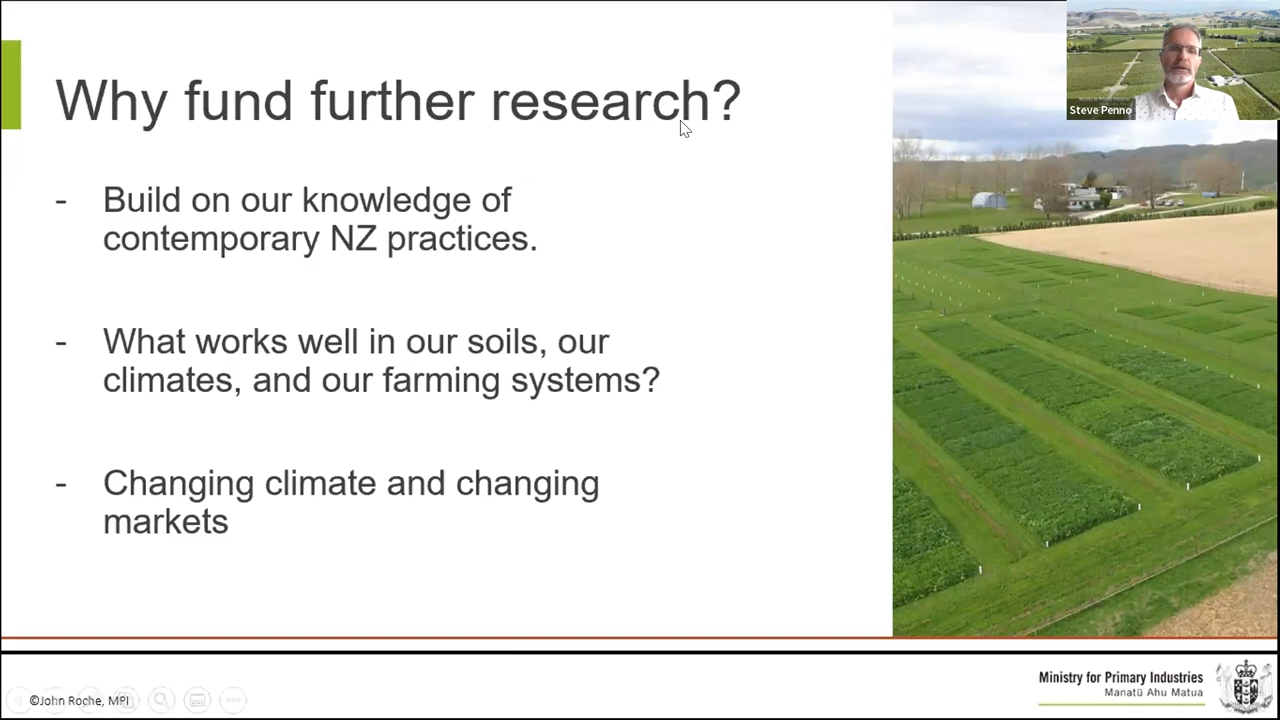 Why fund further research?
Steve Penno
- Build on our knowledge of
contemporary NZ practices.
- What works well in our soils, our
climates, and our farming systems?
- Changing climate and changing
markets
©John Roche, MPI
Ministry for Primary Industries
Manatū Ahu Matua